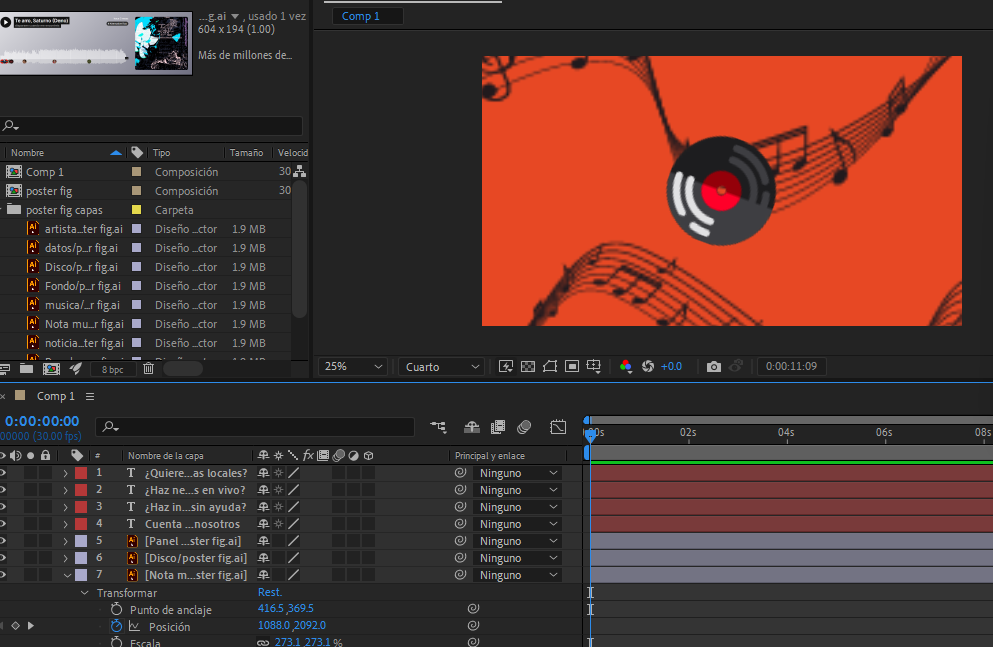 ...g.ai ▼ , usado 1 vez
604 x 194 (1.00)
Más de millones de...
Te amo, Saturno (Demo)
Comp 1
Nombre Tipo Tamaño Velocid
Comp 1 Composición 30
poster fig Composición 30
poster fig capas Carpeta
artista...ter fig.ai Diseño ...ctor 1.9 MB
datos/p...r fig.ai Diseño ...ctor 1.9 MB
Disco/p...r fig.ai Diseño ...ctor 1.9 MB
Fondo/p...r fig.ai Diseño ...ctor 1.9 MB
musica/...r fig.ai Diseño ...ctor 1.9 MB
Nota mu...r fig.ai Diseño ...ctor 1.9 MB
noticia...ter fig.ai Diseño ...ctor 1.9 MB
8 bpc
25% Cuarto +0.0 0:00:11:09
Comp 1
0:00:00:00
00000 (30.00 fps)
:00s 02s 04s 06s 08s
# Nombre de la capa fx Principal y enlace
1 T ¿Quiere...as locales? Ninguno
2 T ¿Haz ne...s en vivo? Ninguno
3 T ¿Haz in...sin ayuda? Ninguno
4 T Cuenta ...nosotros Ninguno
5 Ai [Panel ...ster fig.ai] Ninguno
6 Ai [Disco/poster fig.ai] Ninguno
7 Ai [Nota m...ster fig.ai] Ninguno
Transformar Rest.
Punto de anclaje 416.5,369.5
Posición 1088.0,2092.0
Escala 273.1,273.1%